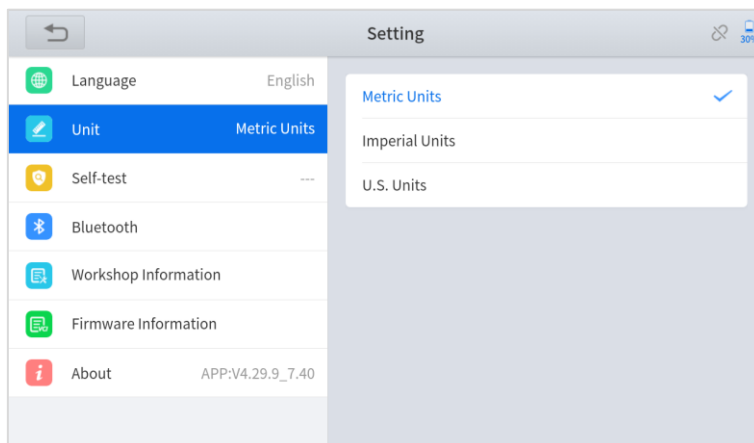 Setting
30%
Language English
Unit Metric Units
Self-test ---
Bluetooth
Workshop Information
Firmware Information
About APP:V4.29.9_7.40
Metric Units
Imperial Units
U.S. Units